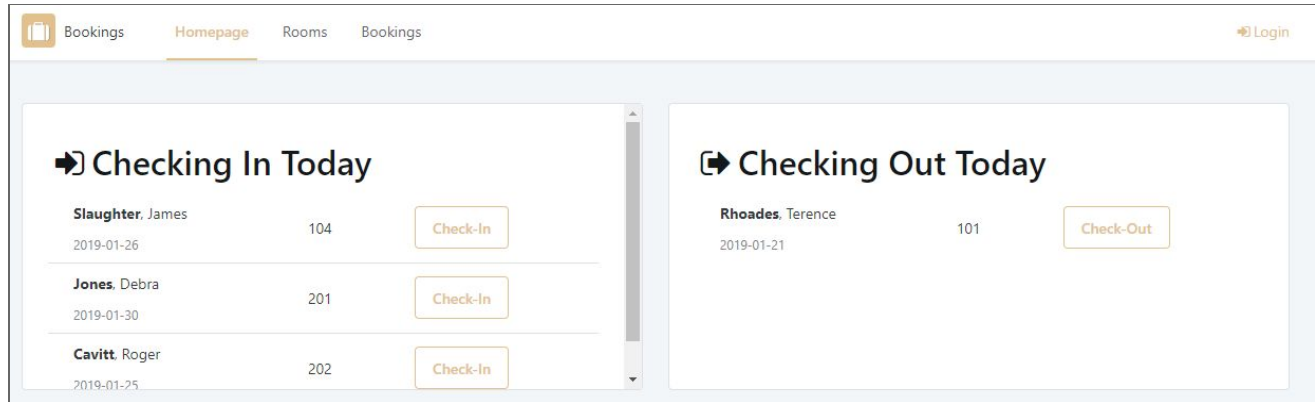 Bookings Homepage Rooms Bookings Login
Checking In Today
Slaughter, James
104 Check-In
2019-01-26
Jones, Debra
201 Check-In
2019-01-30
Cavitt, Roger
202 Check-In
2019-01-25
Checking Out Today
Rhoades, Terence
101 Check-Out
2019-01-21